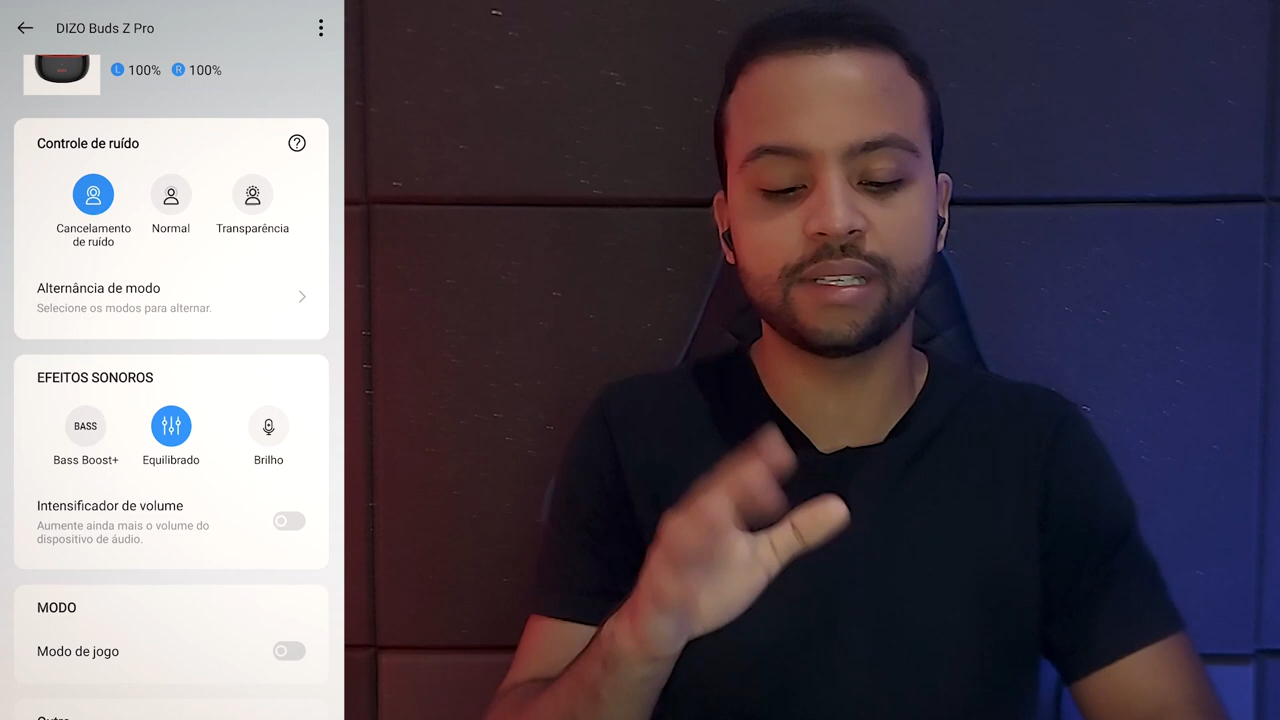 DIZO Buds Z Pro
L 100% R 100%
Controle de ruído
Cancelamento
de ruído
Normal
Transparência
Alternância de modo
Selecione os modos para alternar.
EFEITOS SONOROS
BASS
Bass Boost+
Equilibrado
Brilho
Intensificador de volume
Aumente ainda mais o volume do
dispositivo de áudio.
MODO
Modo de jogo